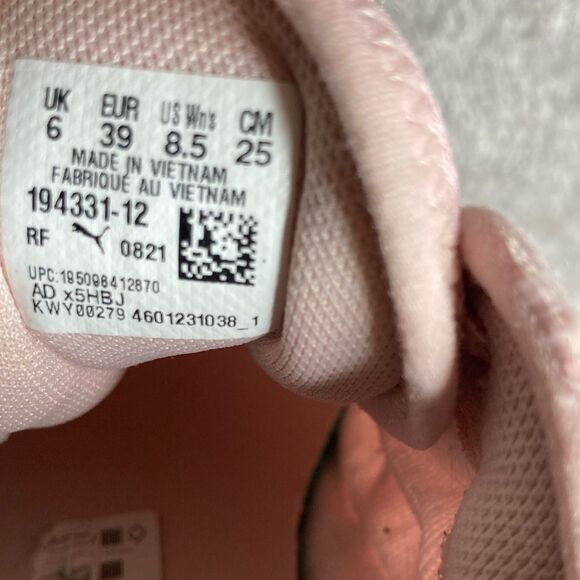 UK EUR US Wn's CM
6 39 8.5 25
MADE IN VIETNAM
FABRIQUÉ AU VIETNAM
194331-12
RF 0821
UPC:195098412870
AD x5HBJ
KWY00279 4601231038_1